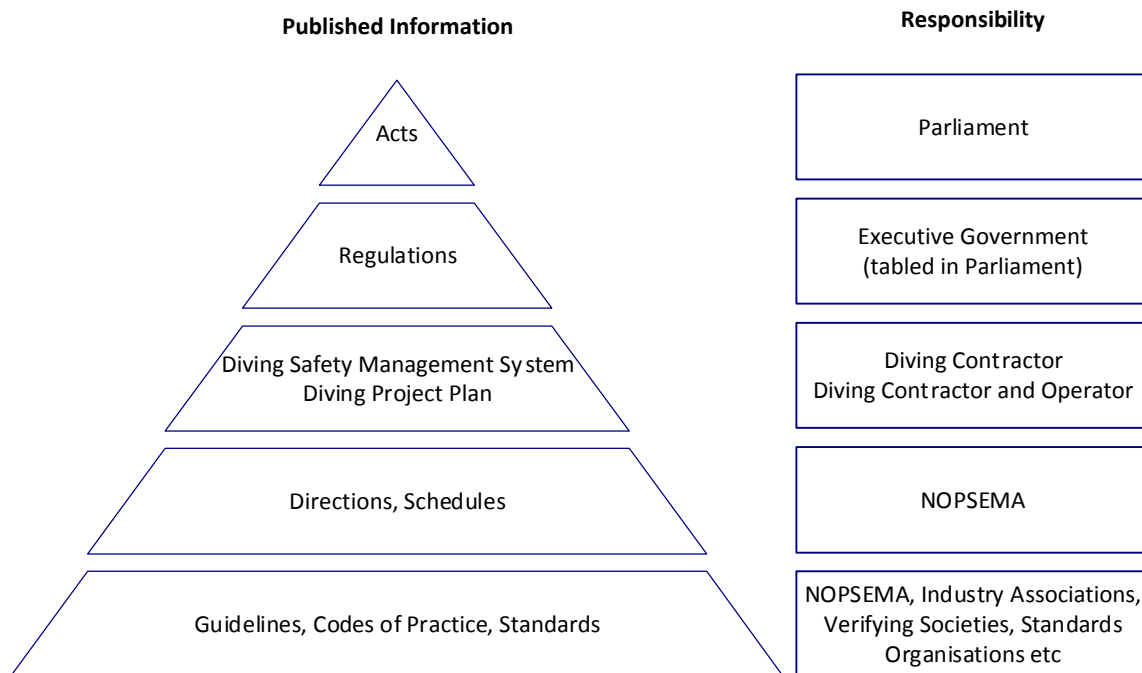 Published Information
Responsibility
Acts
Parliament
Regulations
Executive Government
(tabled in Parliament)
Diving Safety Management System
Diving Project Plan
Diving Contractor
Diving Contractor and Operator
Directions, Schedules
NOPSEMA
Guidelines, Codes of Practice, Standards
NOPSEMA, Industry Associations,
Verifying Societies, Standards
Organisations etc